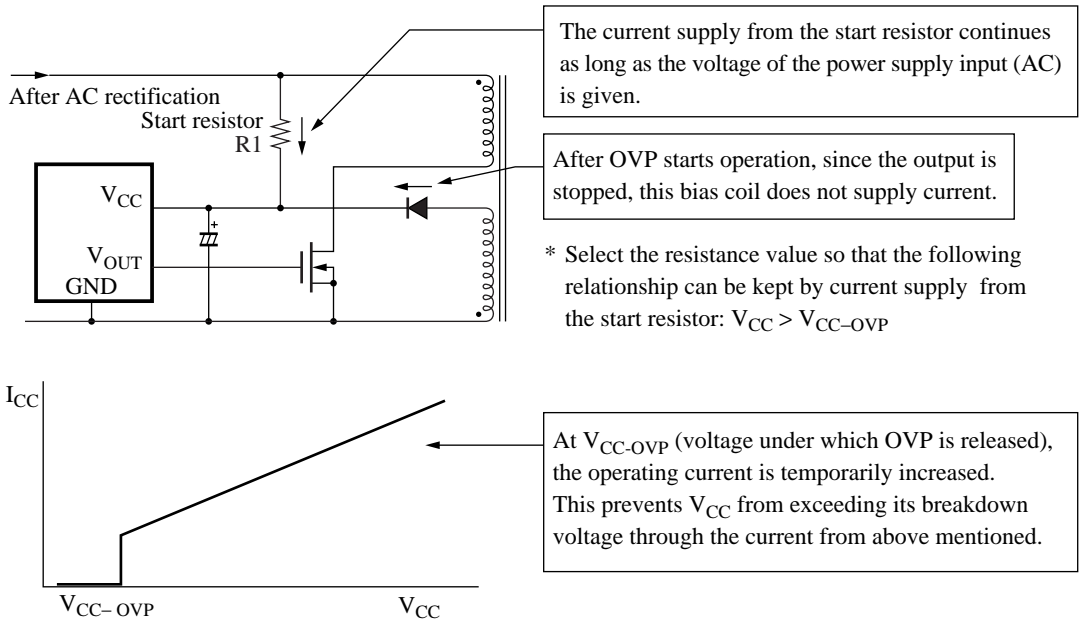 The current supply from the start resistor continues
as long as the voltage of the power supply input (AC)
is given.
After AC rectification
Start resistor
R1
After OVP starts operation, since the output is
stopped, this bias coil does not supply current.
VCC
+
VOUT
GND
* Select the resistance value so that the following
relationship can be kept by current supply from
the start resistor: VCC > VCC–OVP
ICC
At VCC-OVP (voltage under which OVP is released),
the operating current is temporarily increased.
This prevents VCC from exceeding its breakdown
voltage through the current from above mentioned.
VCC– OVP
VCC